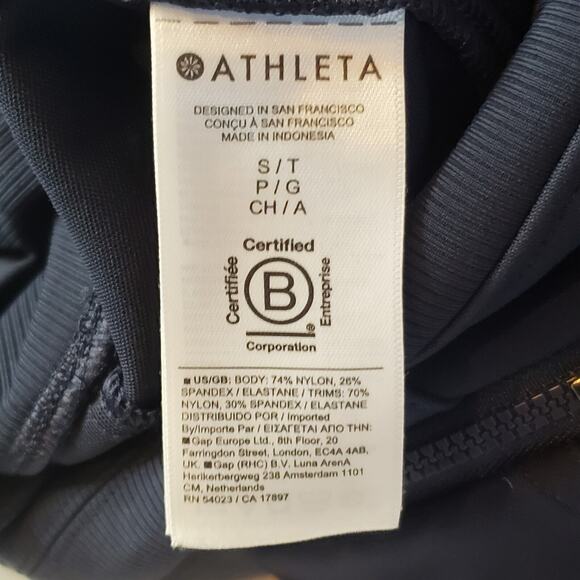 ATHLETA
DESIGNED IN SAN FRANCISCO
CONÇU À SAN FRANCISCO
MADE IN INDONESIA
S / T
P / G
CH / A
Certified
Certifiée
B
Entreprise
®
Corporation
US/GB: BODY: 74% NYLON, 26%
SPANDEX / ELASTANE / TRIMS: 70%
NYLON, 30% SPANDEX / ELASTANE
DISTRIBUIDO POR / Imported
By/Importe Par / ΕΙΣΑΓΕΤΑΙ ΑΠΟ ΤΗΝ:
Gap Europe Ltd., 8th Floor, 20
Farringdon Street, London, EC4A 4AB,
UK. Gap (RHC) B.V. Luna ArenA
Herikerbergweg 238 Amsterdam 1101
CM, Netherlands
RN 54023 / CA 17897